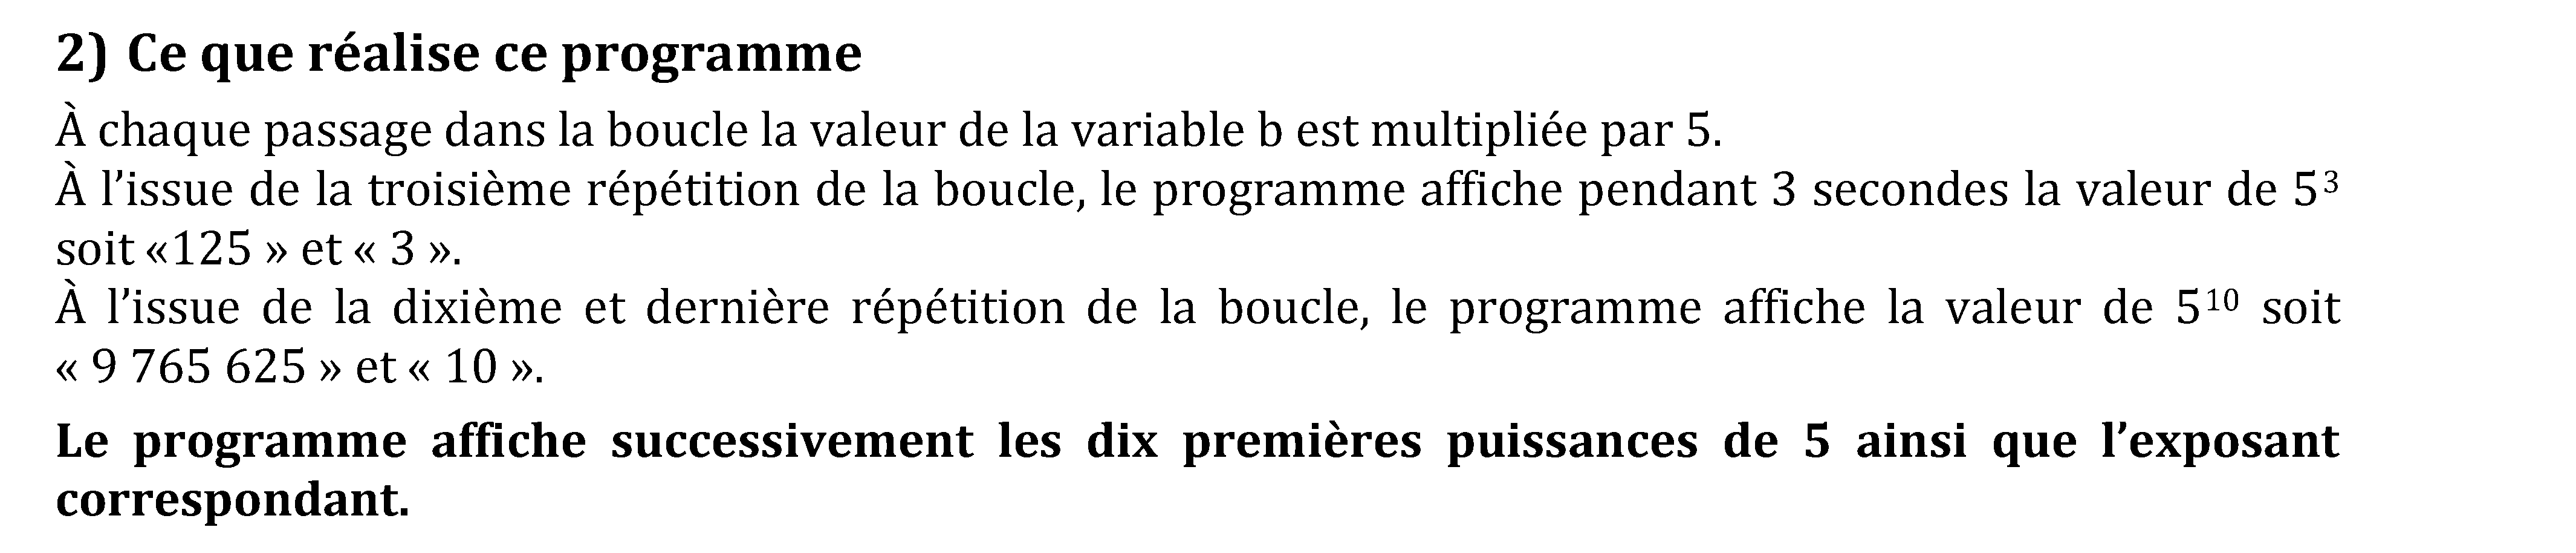 2) Ce que réalise ce programme
À chaque passage dans la boucle la valeur de la variable b est multipliée par 5.
À l’issue de la troisième répétition de la boucle, le programme affiche pendant 3 secondes la valeur de 5³
soit «125 » et « 3 ».
À l’issue de la dixième et dernière répétition de la boucle, le programme affiche la valeur de 5¹⁰ soit
« 9 765 625 » et « 10 ».
Le programme affiche successivement les dix premières puissances de 5 ainsi que l’exposant
correspondant.